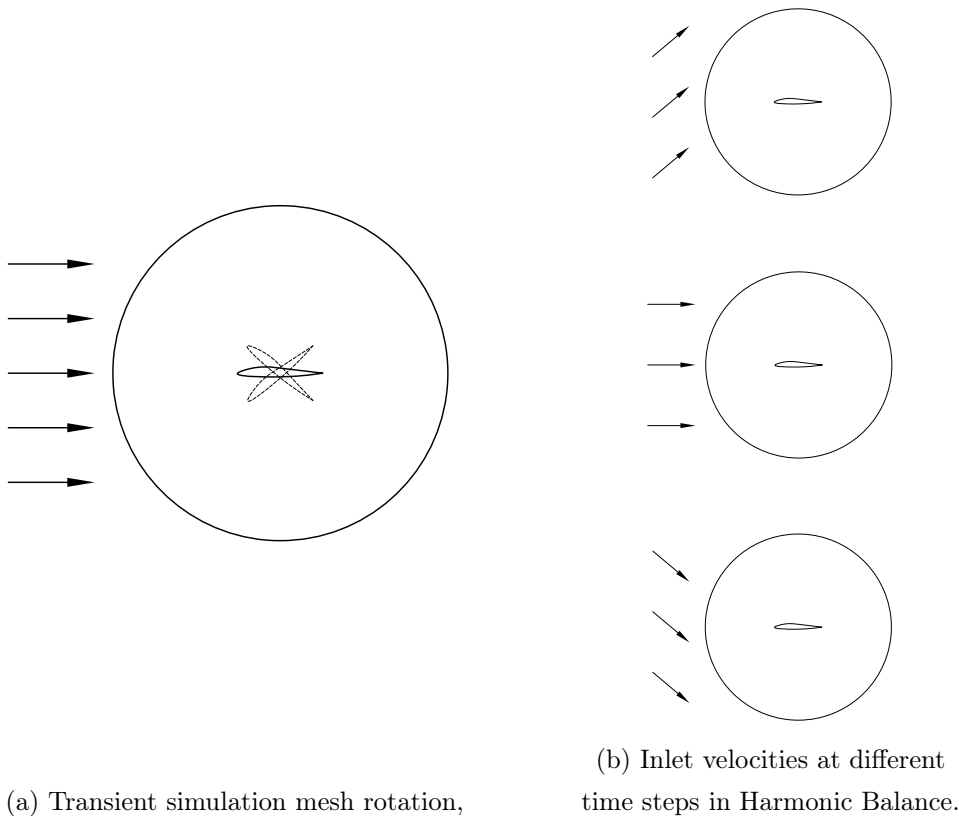 (a) Transient simulation mesh rotation,
(b) Inlet velocities at different
time steps in Harmonic Balance.